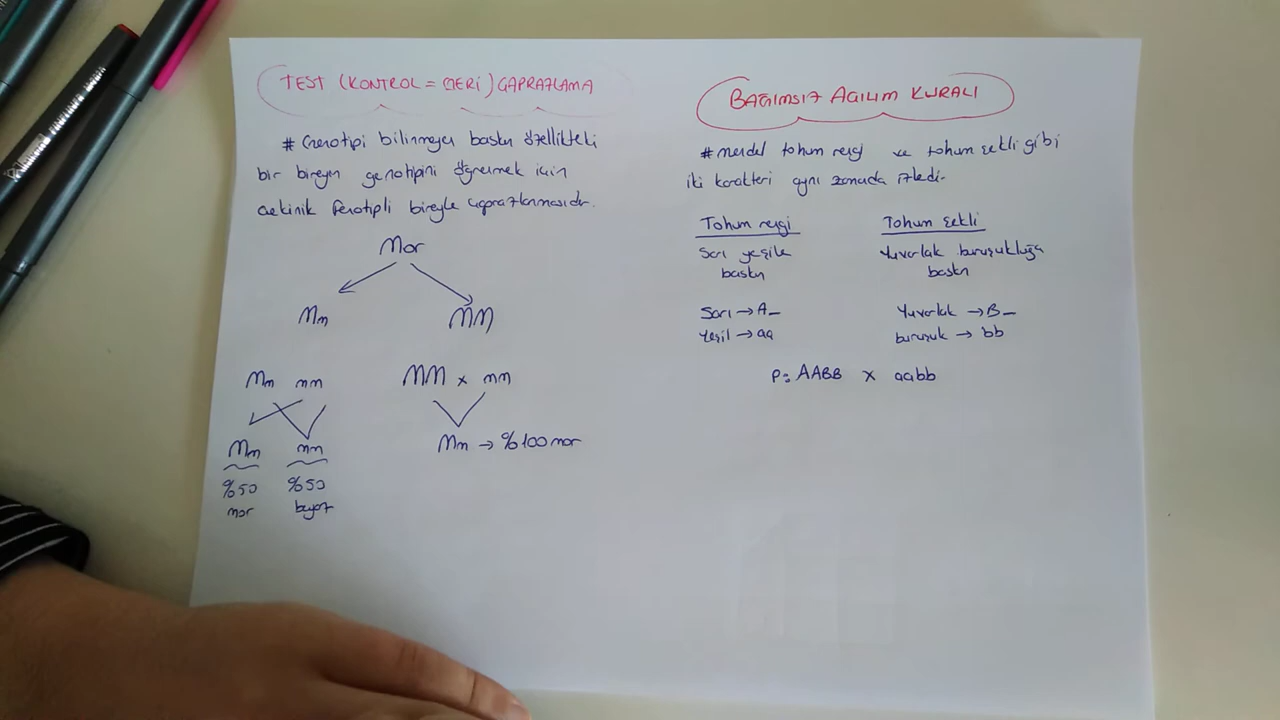 TEST (KONTROL = GERİ) ÇAPRAZLAMA
# Genotipi bilinmeyen baskın özellikteki
bir bireyin genotipini öğrenmek için
çekinik fenotipli bireyle çaprazlanmasıdır.
Mor
Mm MM
Mm mm MM x mm
Mm mm Mm → %100 mor
%50 %50
mor beyaz
BAĞIMSIZ AÇILIM KURALI
# mendel tohum rengi ve tohum şekli gibi
iki karakteri aynı zamanda izledi.
Tohum rengi Tohum şekli
Sarı yeşile Yuvarlak buruşukluğa
baskın baskın
Sarı → A_ Yuvarlak → B_
Yeşil → aa buruşuk → bb
P: AABB x aabb